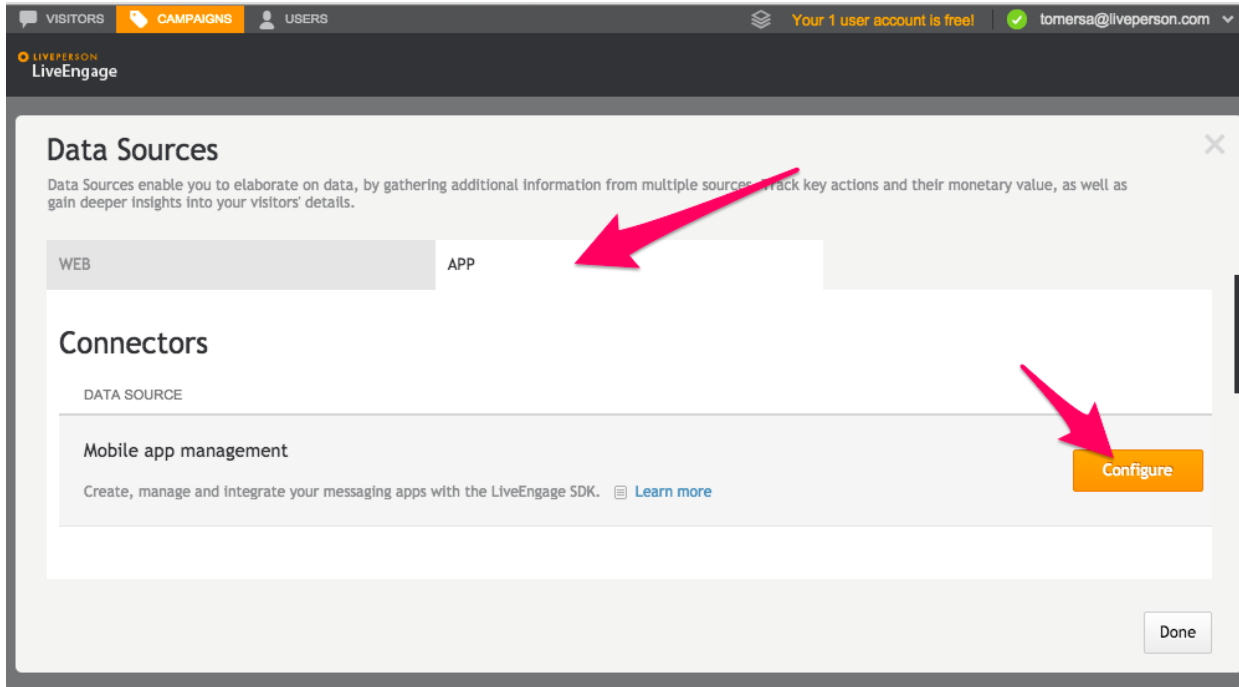 VISITORS CAMPAIGNS USERS Your 1 user account is free! tomersa@liveperson.com
LIVEPERSON
LiveEngage
Data Sources
Data Sources enable you to elaborate on data, by gathering additional information from multiple sources. Track key actions and their monetary value, as well as
gain deeper insights into your visitors' details.
WEB APP
Connectors
DATA SOURCE
Mobile app management
Configure
Create, manage and integrate your messaging apps with the LiveEngage SDK. Learn more
Done